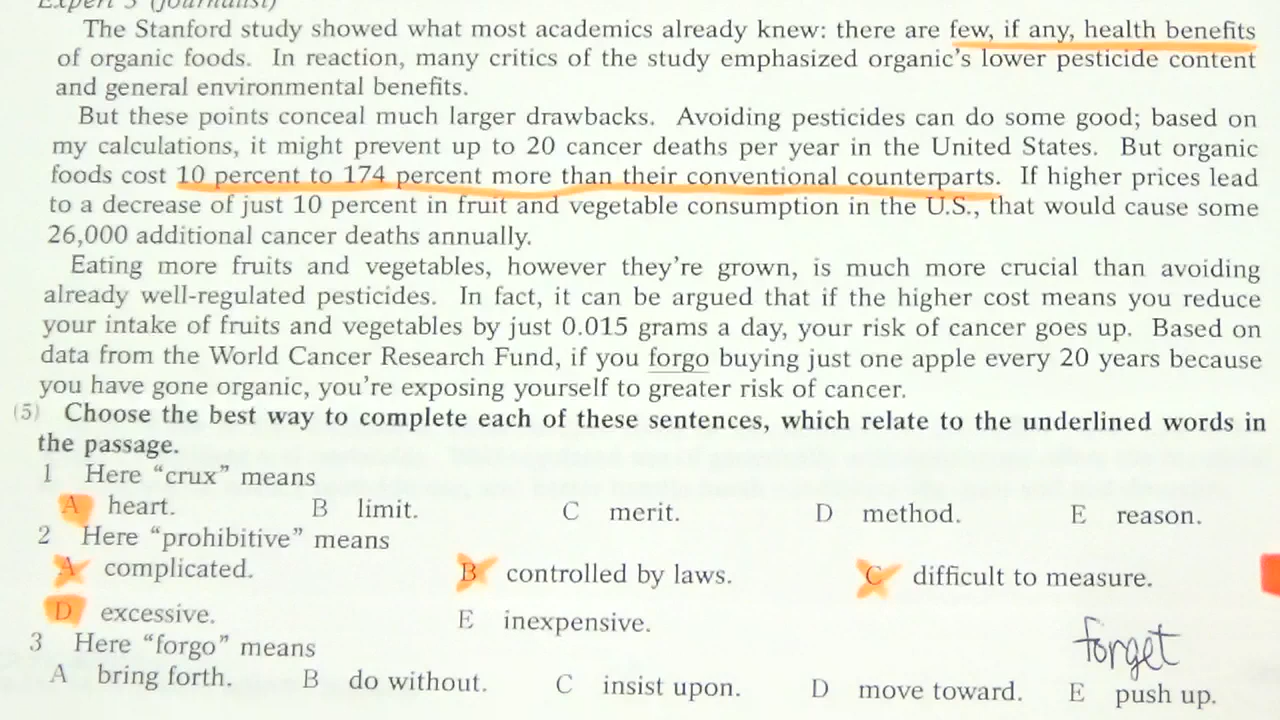 Expert 3 (Journalist)
The Stanford study showed what most academics already knew: there are few, if any, health benefits
of organic foods. In reaction, many critics of the study emphasized organic's lower pesticide content
and general environmental benefits.
But these points conceal much larger drawbacks. Avoiding pesticides can do some good; based on
my calculations, it might prevent up to 20 cancer deaths per year in the United States. But organic
foods cost 10 percent to 174 percent more than their conventional counterparts. If higher prices lead
to a decrease of just 10 percent in fruit and vegetable consumption in the U.S., that would cause some
26,000 additional cancer deaths annually.
Eating more fruits and vegetables, however they're grown, is much more crucial than avoiding
already well-regulated pesticides. In fact, it can be argued that if the higher cost means you reduce
your intake of fruits and vegetables by just 0.015 grams a day, your risk of cancer goes up. Based on
data from the World Cancer Research Fund, if you forgo buying just one apple every 20 years because
you have gone organic, you're exposing yourself to greater risk of cancer.
(5) Choose the best way to complete each of these sentences, which relate to the underlined words in
the passage.
1 Here “crux” means
A heart. B limit. C merit. D method. E reason.
2 Here “prohibitive” means
A complicated. B controlled by laws. C difficult to measure.
D excessive. E inexpensive.
3 Here “forgo” means
forget
A bring forth. B do without. C insist upon. D move toward. E push up.